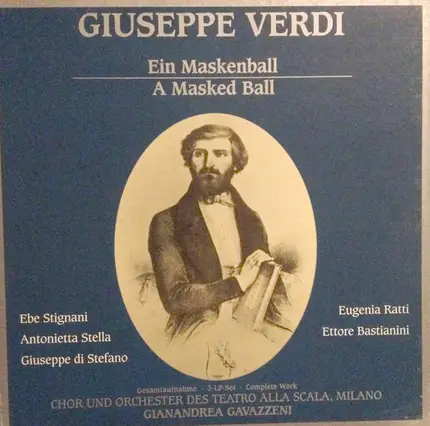 GIUSEPPE VERDI
Ein Maskenball
A Masked Ball
Ebe Stignani
Antonietta Stella
Giuseppe di Stefano
Eugenia Ratti
Ettore Bastianini
Gesamtaufnahme · 3-LP-Set · Complete Work
CHOR UND ORCHESTER DES TEATRO ALLA SCALA, MILANO
GIANANDREA GAVAZZENI